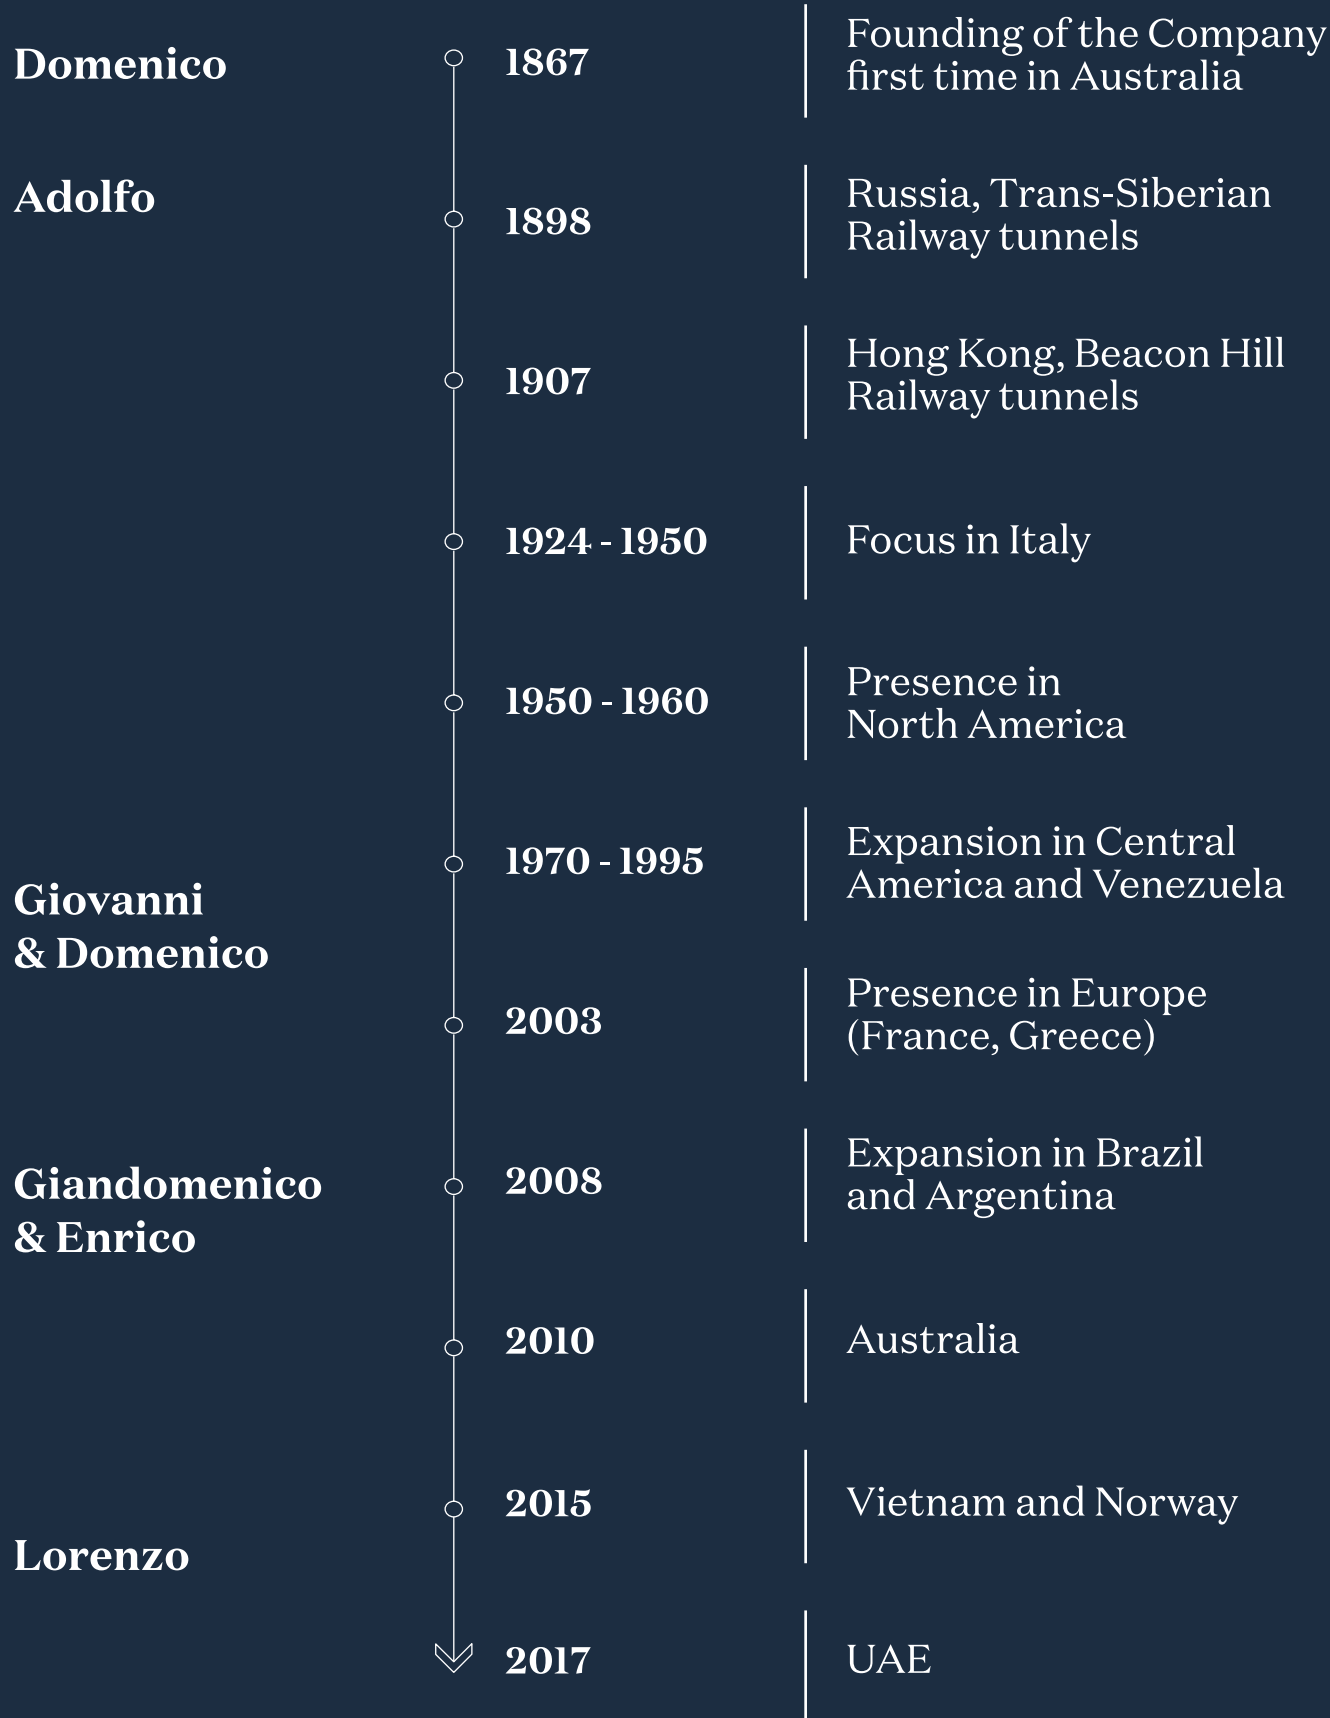 Domenico
1867
Founding of the Company
first time in Australia
Adolfo
1898
Russia, Trans-Siberian
Railway tunnels
1907
Hong Kong, Beacon Hill
Railway tunnels
1924 - 1950
Focus in Italy
1950 - 1960
Presence in
North America
1970 - 1995
Expansion in Central
America and Venezuela
Giovanni
& Domenico
2003
Presence in Europe
(France, Greece)
Giandomenico
& Enrico
2008
Expansion in Brazil
and Argentina
2010
Australia
2015
Vietnam and Norway
Lorenzo
2017
UAE